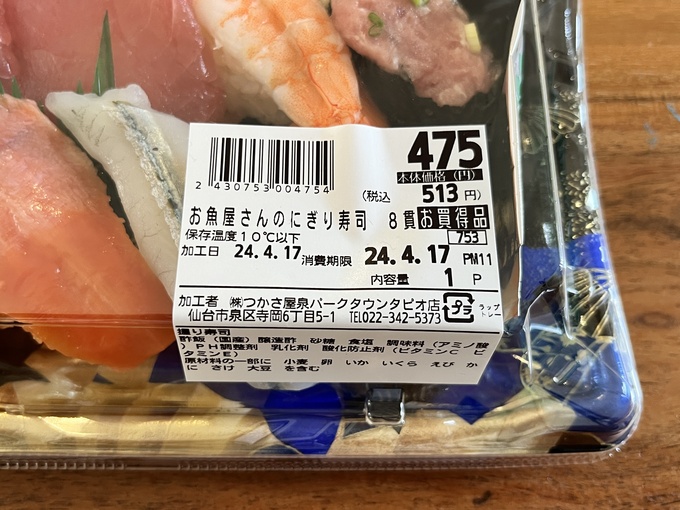 475
本体価格(円)
2 430753 004754
(税込 513円)
お魚屋さんのにぎり寿司 8貫 お買得品
保存温度10℃以下 753
加工日 24.4.17 消費期限 24.4.17 PM11
内容量 1 P
加工者 ㈱つかさ屋泉パークタウンタピオ店
仙台市泉区寺岡6丁目5-1 TEL022-342-5373
プラ ラップ
トレー
握り寿司
酢飯(国産) 醸造酢 砂糖 食塩 調味料(アミノ酸
)PH調整剤 乳化剤 酸化防止剤(ビタミンC ビ
タミンE)
原材料の一部に 小麦 卵 いか いくら えび か
に さけ 大豆 を含む